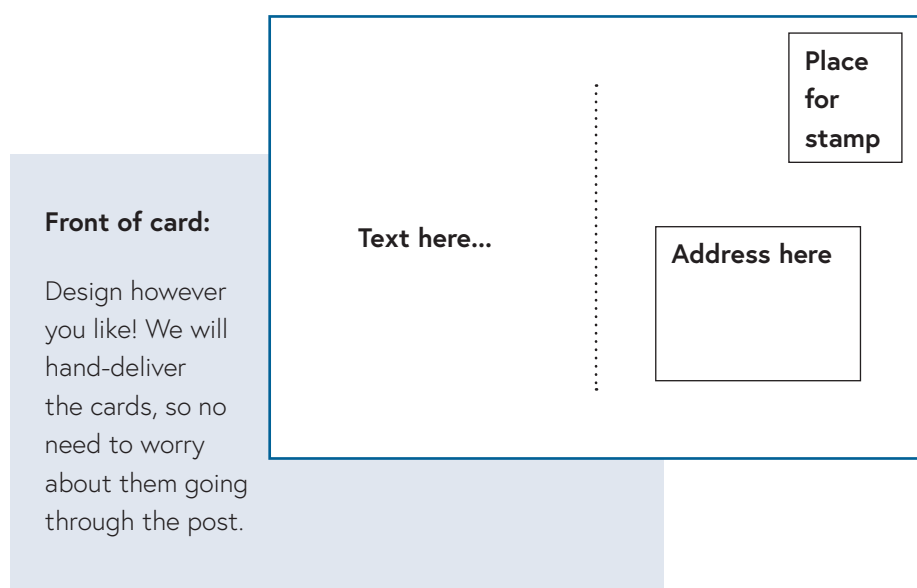 Front of card:
Design however
you like! We will
hand-deliver
the cards, so no
need to worry
about them going
through the post.
Text here...
Place
for
stamp
Address here